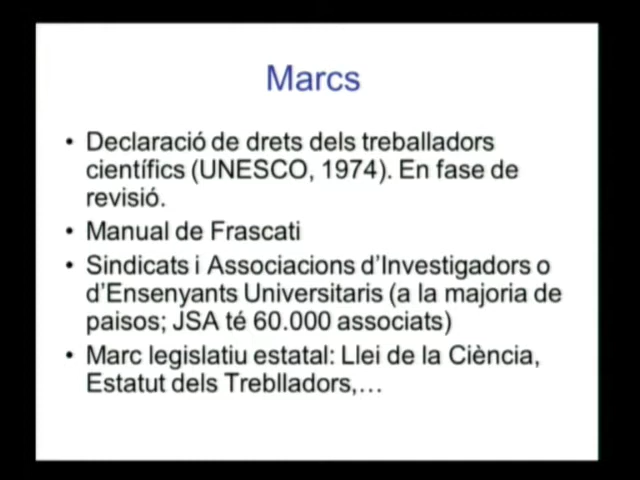 Marcs
• Declaració de drets dels treballadors
científics (UNESCO, 1974). En fase de
revisió.
• Manual de Frascati
• Sindicats i Associacions d’Investigadors o
d’Ensenyants Universitaris (a la majoria de
paisos; JSA té 60.000 associats)
• Marc legislatiu estatal: Llei de la Ciència,
Estatut dels Treblladors,…